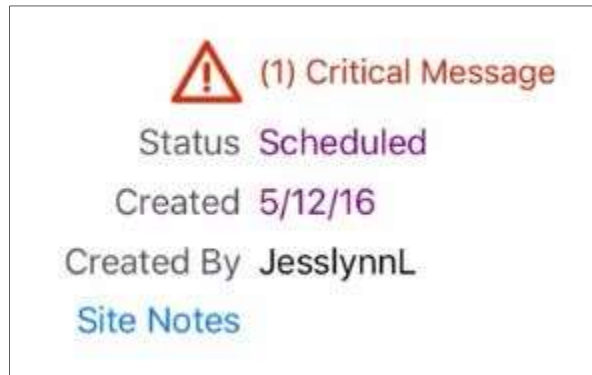 (1) Critical Message
Status Scheduled
Created 5/12/16
Created By JesslynnL
Site Notes